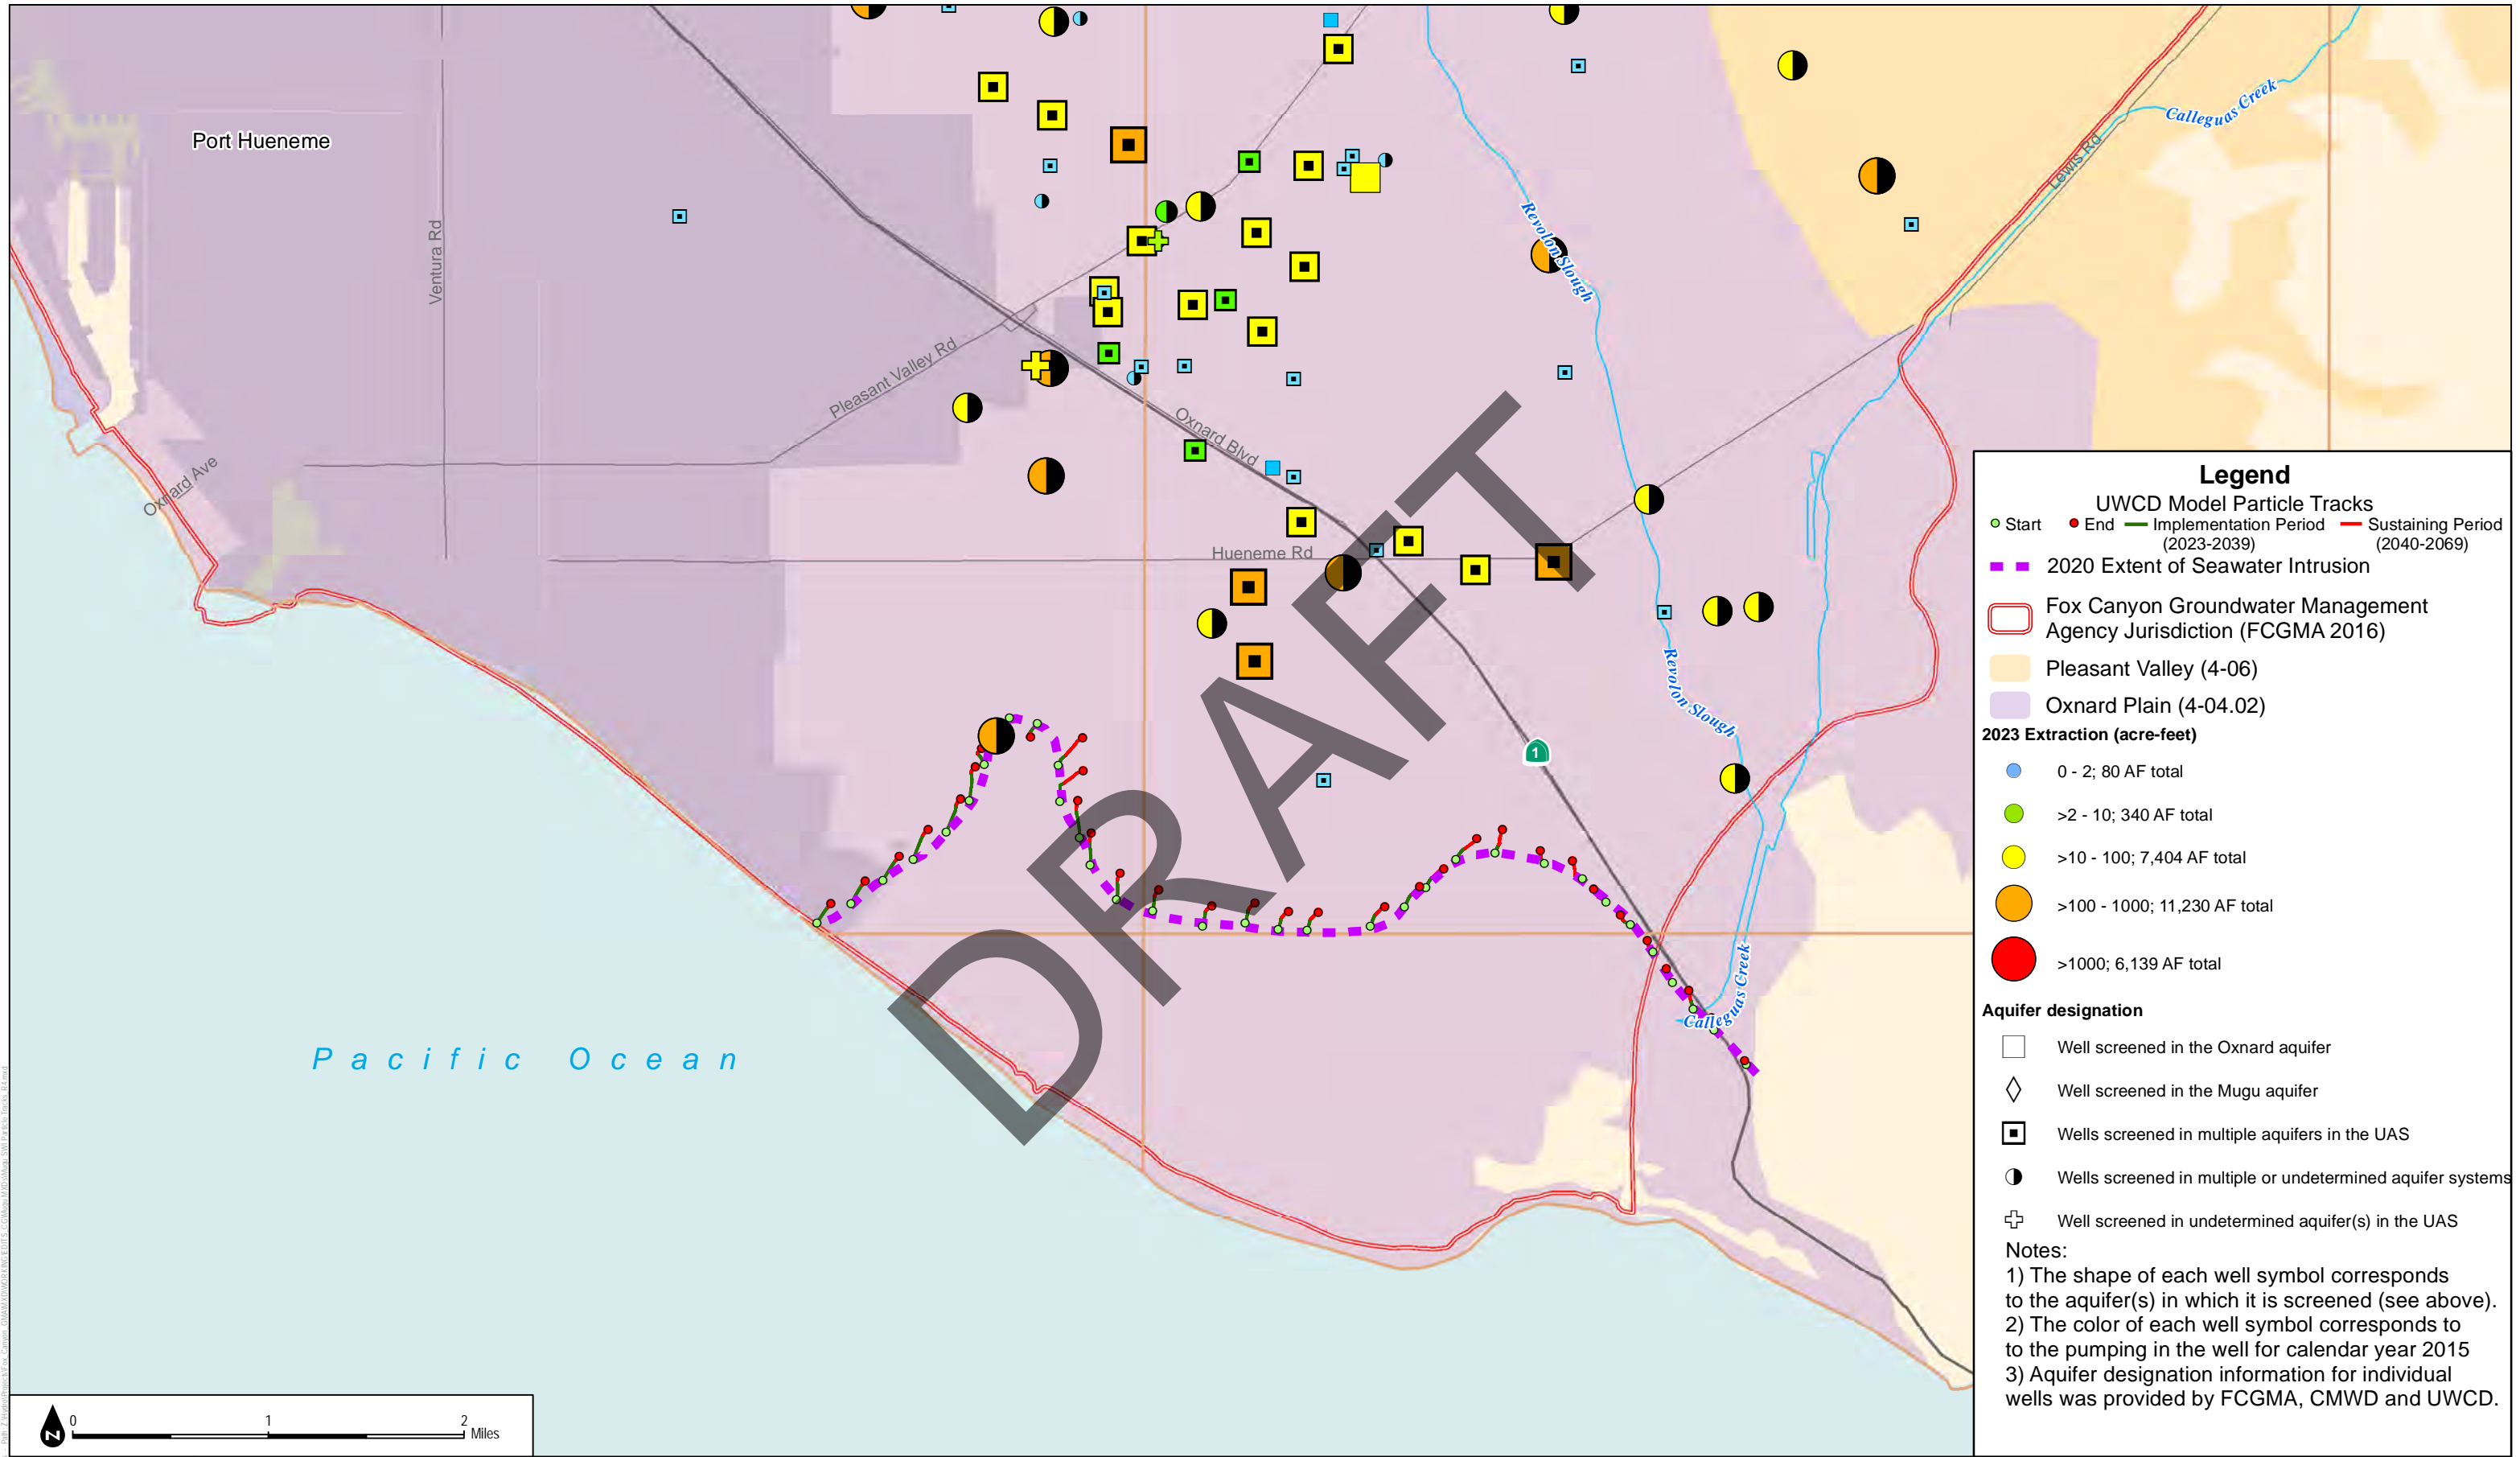 Port Hueneme
Ventura Rd
Oxnard Ave
Pleasant Valley Rd
Oxnard Blvd
Hueneme Rd
Revolon Slough
Revolon Slough
Calleguas Creek
Lewis Rd
1
Calleguas Creek
Pacific Ocean
DRAFT
N
0 1 2
Miles
Legend
UWCD Model Particle Tracks
Start End Implementation Period Sustaining Period
(2023-2039) (2040-2069)
2020 Extent of Seawater Intrusion
Fox Canyon Groundwater Management
Agency Jurisdiction (FCGMA 2016)
Pleasant Valley (4-06)
Oxnard Plain (4-04.02)
2023 Extraction (acre-feet)
0 - 2; 80 AF total
>2 - 10; 340 AF total
>10 - 100; 7,404 AF total
>100 - 1000; 11,230 AF total
>1000; 6,139 AF total
Aquifer designation
Well screened in the Oxnard aquifer
Well screened in the Mugu aquifer
Wells screened in multiple aquifers in the UAS
Wells screened in multiple or undetermined aquifer systems
Well screened in undetermined aquifer(s) in the UAS
Notes:
1) The shape of each well symbol corresponds
to the aquifer(s) in which it is screened (see above).
2) The color of each well symbol corresponds to
to the pumping in the well for calendar year 2015
3) Aquifer designation information for individual
wells was provided by FCGMA, CMWD and UWCD.